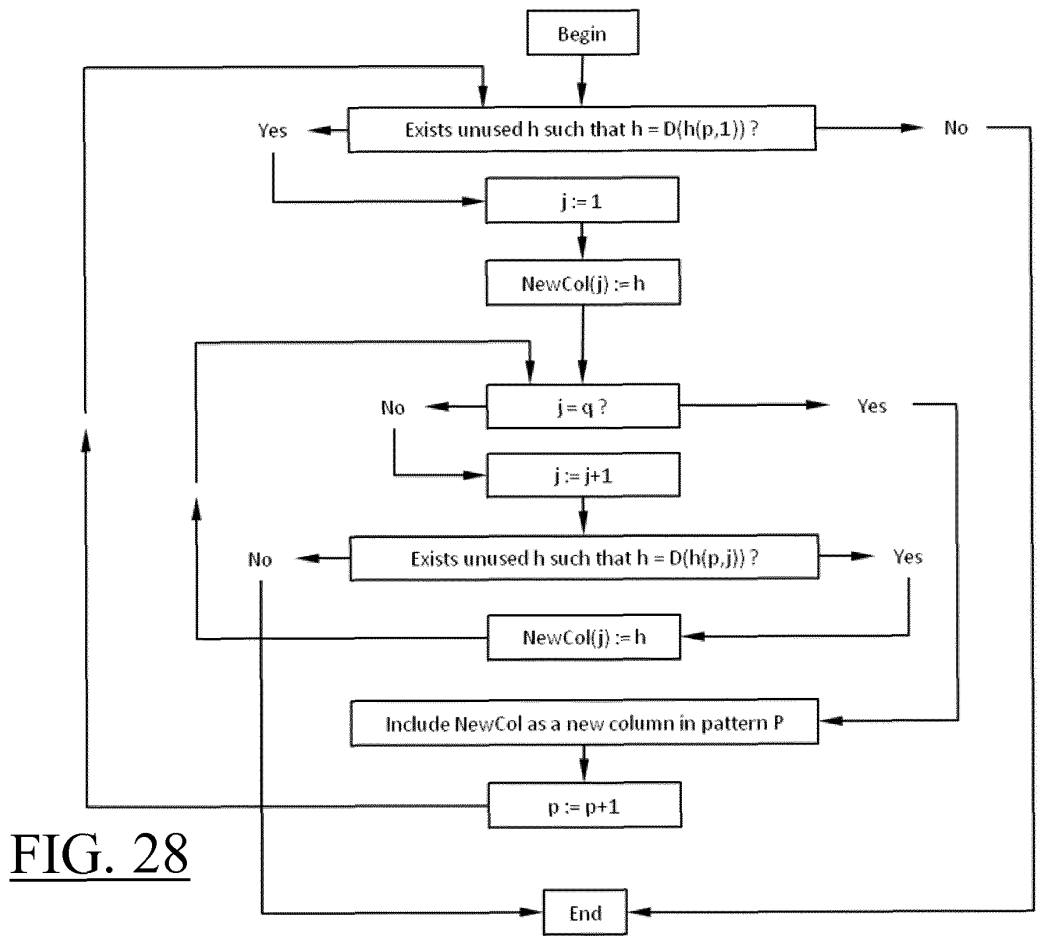 Begin
Exists unused h such that h = D(h(p,1)) ?
Yes
No
j := 1
NewCol(j) := h
j = q ?
No
Yes
j := j+1
Exists unused h such that h = D(h(p,j)) ?
No
Yes
NewCol(j) := h
Include NewCol as a new column in pattern P
p := p+1
FIG. 28
End